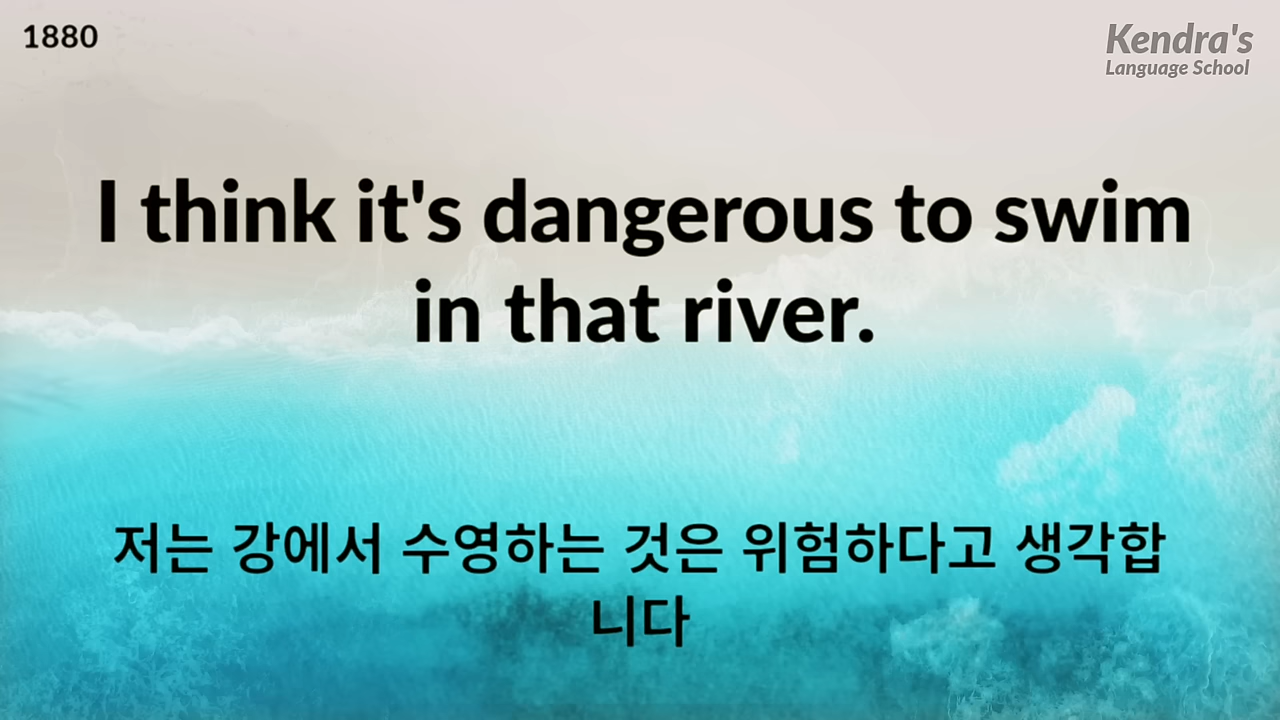 1880
Kendra's
Language School
I think it's dangerous to swim
in that river.
저는 강에서 수영하는 것은 위험하다고 생각합
니다